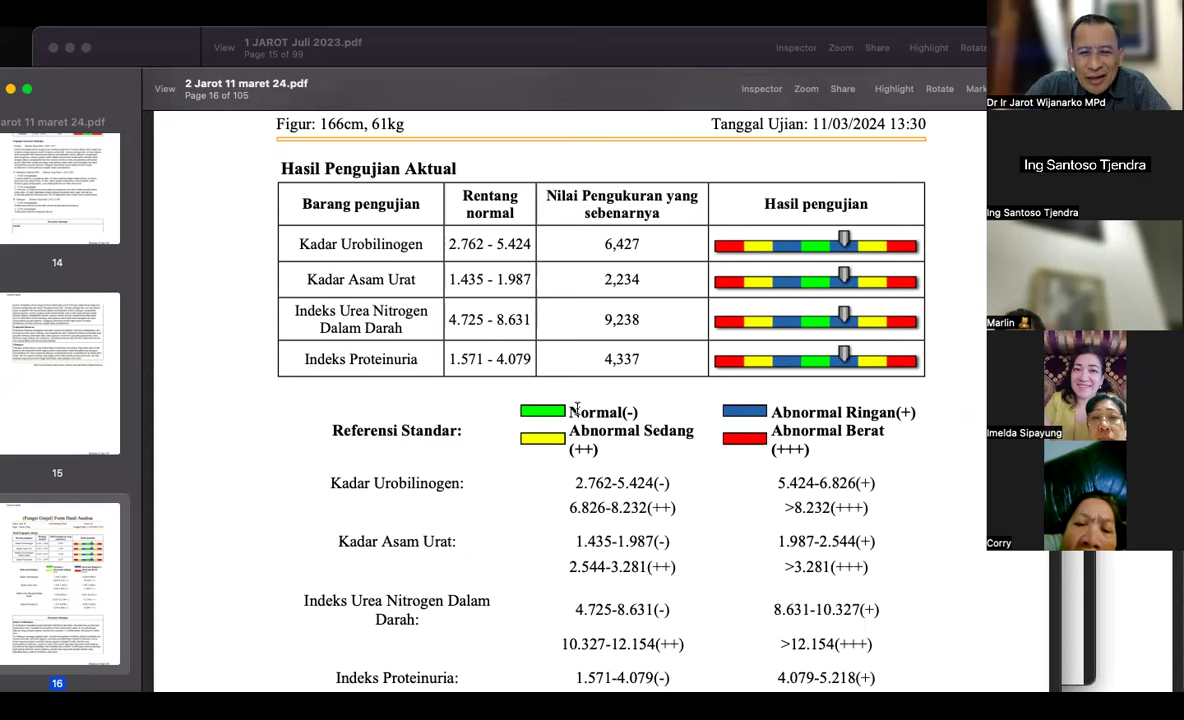 View
1 JAROT Juli 2023.pdf
Page 15 of 99
Inspector Zoom Share Highlight Rotate
View
2 Jarot 11 maret 24.pdf
Page 16 of 105
Inspector Zoom Share Highlight Rotate Mark
arot 11 maret 24.pdf
14
15
16
Figur: 166cm, 61kg
Tanggal Ujian: 11/03/2024 13:30
Hasil Pengujian Aktual
Barang pengujian
Rentang normal
Nilai Pengukuran yang sebenarnya
Hasil pengujian
Kadar Urobilinogen 2.762 - 5.424 6,427
Kadar Asam Urat 1.435 - 1.987 2,234
Indeks Urea Nitrogen Dalam Darah 4.725 - 8.631 9,238
Indeks Proteinuria 1.571 - 4.079 4,337
Referensi Standar:
Normal(-)
Abnormal Ringan(+)
Abnormal Sedang (++)
Abnormal Berat (+++)
Kadar Urobilinogen: 2.762-5.424(-) 5.424-6.826(+)
6.826-8.232(++) >8.232(+++)
Kadar Asam Urat: 1.435-1.987(-) 1.987-2.544(+)
2.544-3.281(++) >3.281(+++)
Indeks Urea Nitrogen Dalam Darah: 4.725-8.631(-) 8.631-10.327(+)
10.327-12.154(++) >12.154(+++)
Indeks Proteinuria: 1.571-4.079(-) 4.079-5.218(+)
Dr Ir Jarot Wijanarko MPd
Ing Santoso Tjendra
Ing Santoso Tjendra
Marlin
Imelda Sipayung
Corry